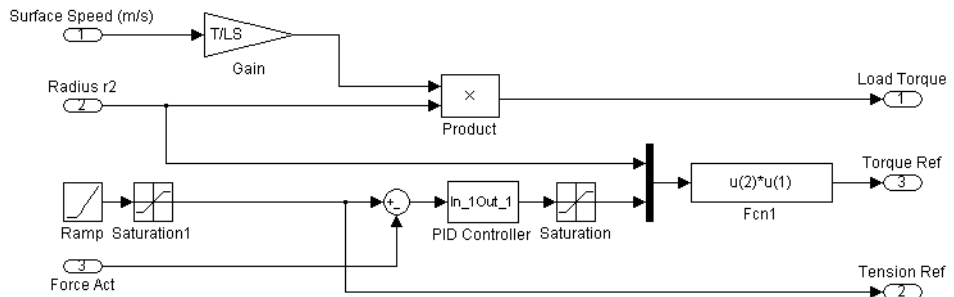 Surface Speed (m/s)
1
T/LS
Gain
Radius r2
2
×
Product
Load Torque
1
u(2)*u(1)
Fcn1
Torque Ref
3
Ramp
Saturation1
+
-
In_1Out_1
PID Controller
Saturation
3
Force Act
Tension Ref
2